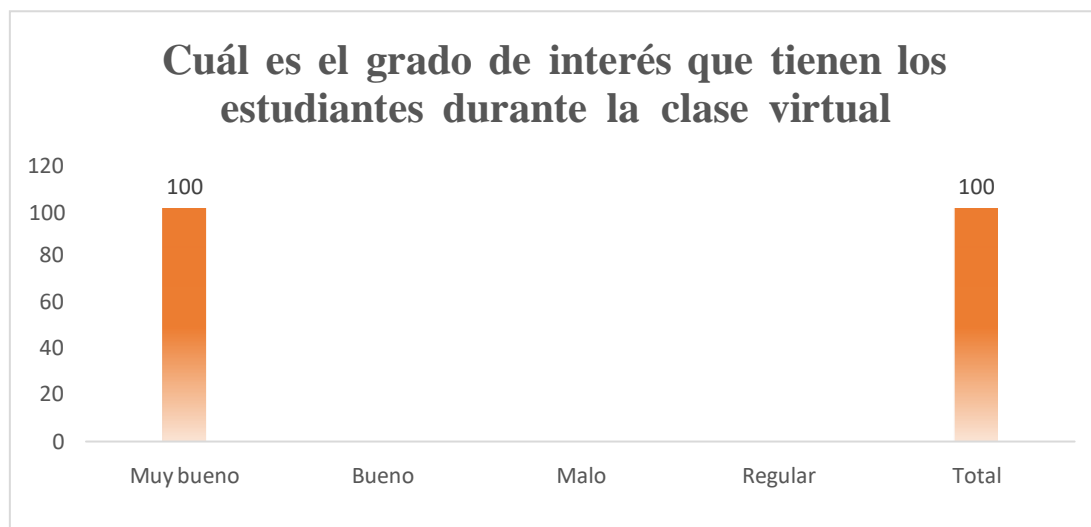 Cuál es el grado de interés que tienen los
estudiantes durante la clase virtual
120
100
80
60
40
20
0
100
100
Muy bueno
Bueno
Malo
Regular
Total